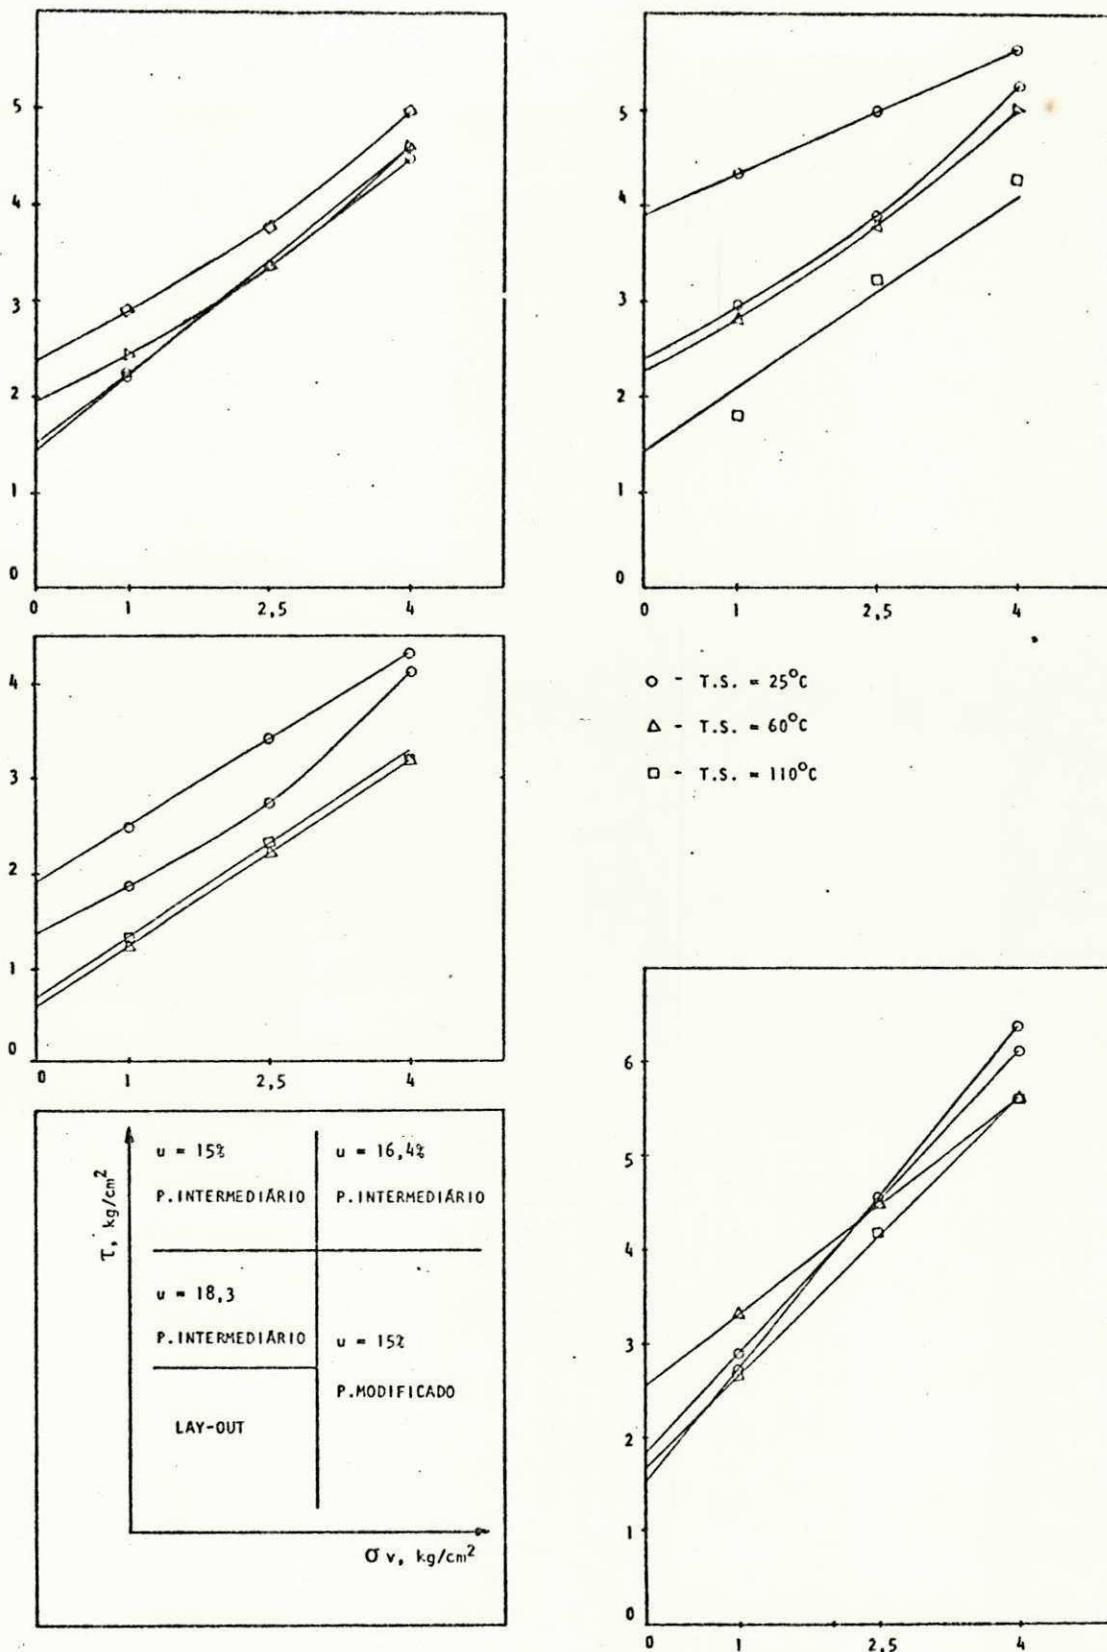 5
4
3
2
1
0
0 1 2,5 4
5
4
3
2
1
0
0 1 2,5 4
4
3
2
1
0
0 1 2,5 4
O - T.S. = 25°C
Δ - T.S. = 60°C
□ - T.S. = 110°C
τ, kg/cm²
u = 15%
P.INTERMEDIÁRIO
u = 16,4%
P.INTERMEDIÁRIO
u = 18,3
P.INTERMEDIÁRIO
u = 15%
P.MODIFICADO
LAY-OUT
σ v, kg/cm²
6
5
4
3
2
1
0
0 1 2,5 4